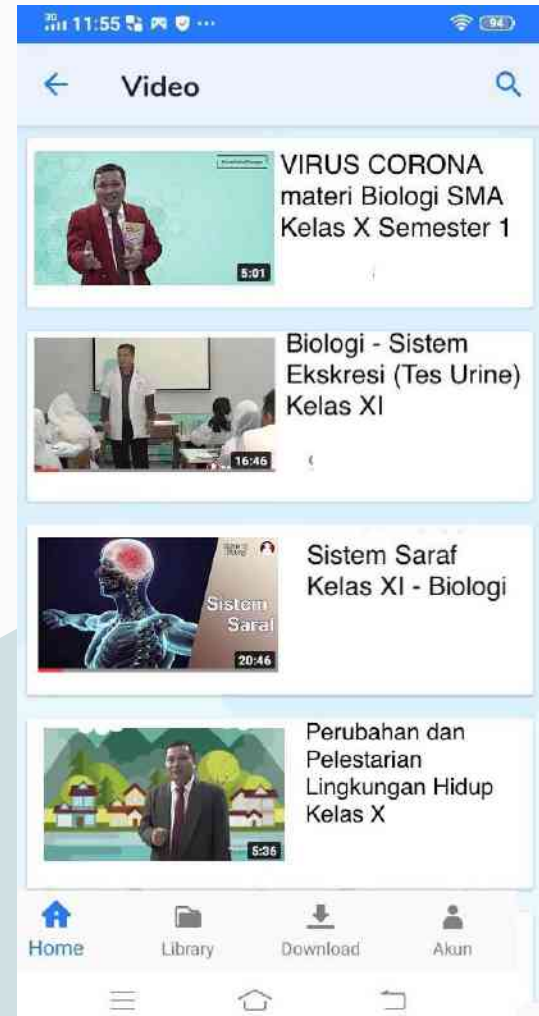 3G 11:55 ... 94
Video
VIRUS CORONA
materi Biologi SMA
Kelas X Semester 1
5:01
Biologi - Sistem
Ekskresi (Tes Urine)
Kelas XI
16:46
Sistem Saraf
Kelas XI - Biologi
Sistem
Saraf
20:46
Perubahan dan
Pelestarian
Lingkungan Hidup
Kelas X
5:36
Home Library Download Akun